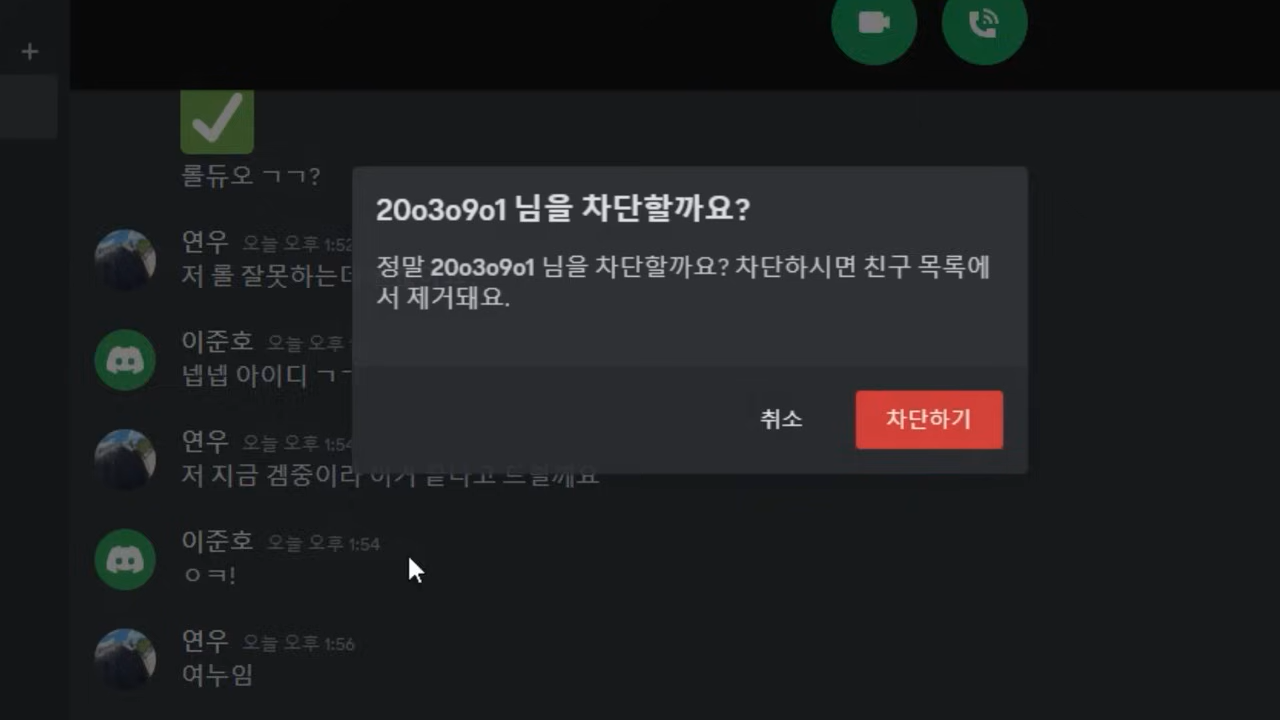 롤듀오 ㄱㄱ?
20o3o9o1 님을 차단할까요?
정말 20o3o9o1 님을 차단할까요? 차단하시면 친구 목록에
서 제거돼요.
취소 차단하기
연우 오늘 오후 1:52
저 롤 잘못하는데
이준호 오늘 오후
넵넵 아이디 ㄱㄱ
연우 오늘 오후 1:54
저 지금 겜중이라 이거 끝나고 드릴께요
이준호 오늘 오후 1:54
ㅇㅋ!
연우 오늘 오후 1:56
여누임